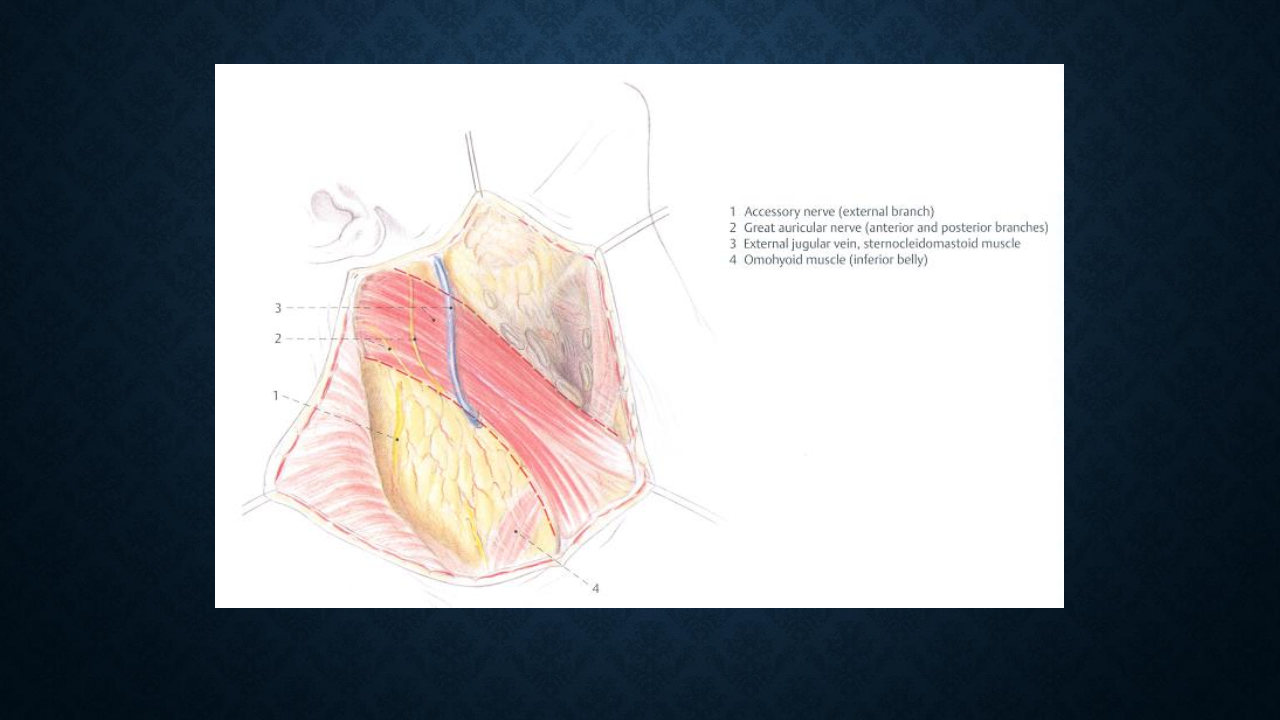 1 Accessory nerve (external branch)
2 Great auricular nerve (anterior and posterior branches)
3 External jugular vein, sternocleidomastoid muscle
4 Omohyoid muscle (inferior belly)
3
2
1
4